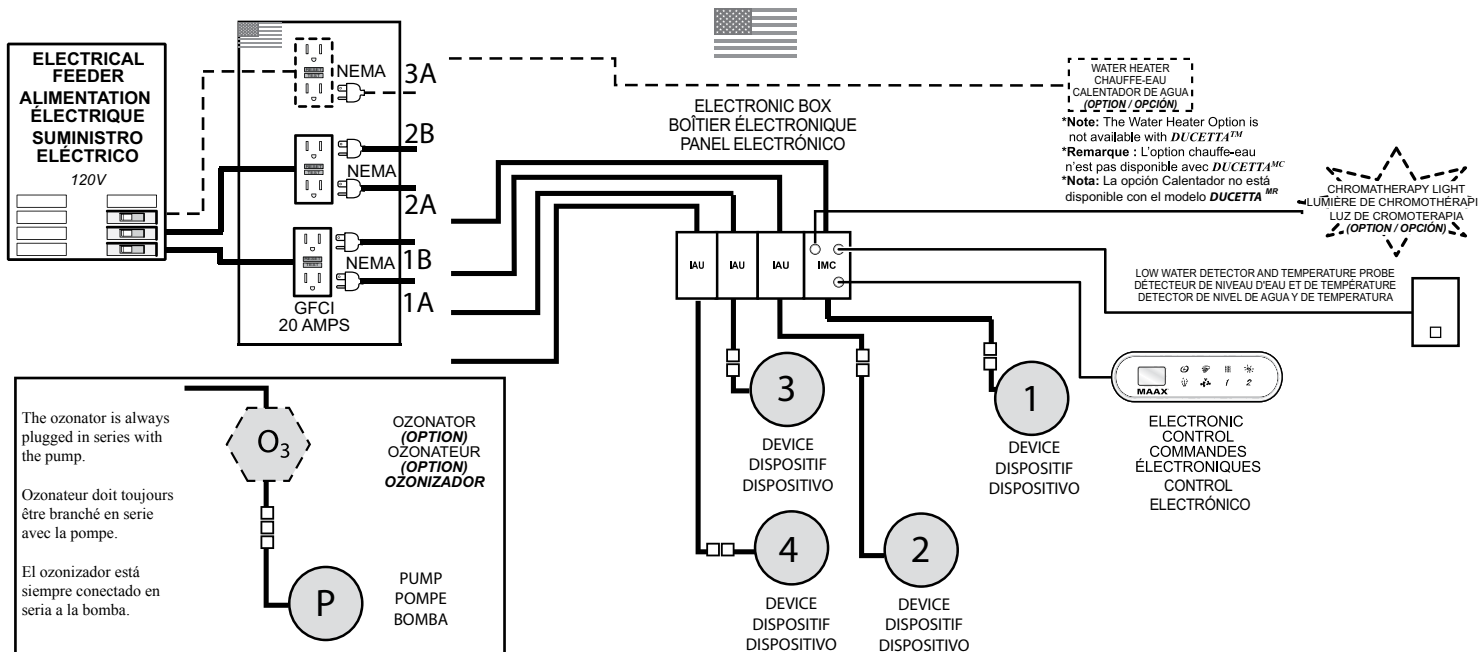 ELECTRICAL
FEEDER
ALIMENTATION
ÉLECTRIQUE
SUMINISTRO
ELÉCTRICO
120V
NEMA
3A
2B
NEMA
2A
1B
NEMA
1A
GFCI
20 AMPS
ELECTRONIC BOX
BOÎTIER ÉLECTRONIQUE
PANEL ELECTRÓNICO
WATER HEATER
CHAUFFE-EAU
CALENTADOR DE AGUA
(OPTION / OPCIÓN)
*Note: The Water Heater Option is
not available with DUCETTA™
*Remarque : L'option chauffe-eau
n'est pas disponible avec DUCETTA MC
*Nota: La opción Calentador no está
disponible con el modelo DUCETTA MR
CHROMATHERAPY LIGHT
LUMIÈRE DE CHROMOTHÉRAPI
LUZ DE CROMOTERAPIA
(OPTION / OPCIÓN)
IAU
IAU
IAU
IMC
LOW WATER DETECTOR AND TEMPERATURE PROBE
DÉTECTEUR DE NIVEAU D'EAU ET DE TEMPÉRATURE
DETECTOR DE NIVEL DE AGUA Y DE TEMPERATURA
MAAX
1
2
ELECTRONIC
CONTROL
COMMANDES
ÉLECTRONIQUES
CONTROL
ELECTRÓNICO
3
DEVICE
DISPOSITIF
DISPOSITIVO
1
DEVICE
DISPOSITIF
DISPOSITIVO
4
DEVICE
DISPOSITIF
DISPOSITIVO
2
DEVICE
DISPOSITIF
DISPOSITIVO
The ozonator is always
plugged in series with
the pump.
Ozonateur doit toujours
être branché en serie
avec la pompe.
El ozonizador está
siempre conectado en
seria a la bomba.
O3
OZONATOR
(OPTION)
OZONATEUR
(OPTION)
OZONIZADOR
P
PUMP
POMPE
BOMBA